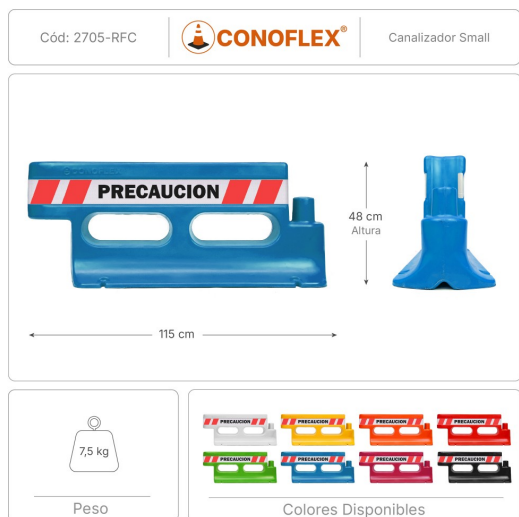 Cód: 2705-RFC
CONOFLEX®
Canalizador Small
PRECAUCION
48 cm
Altura
115 cm
7,5 kg
Peso
PRECAUCION
PRECAUCION
PRECAUCION
PRECAUCION
PRECAUCION
PRECAUCION
PRECAUCION
PRECAUCION
Colores Disponibles